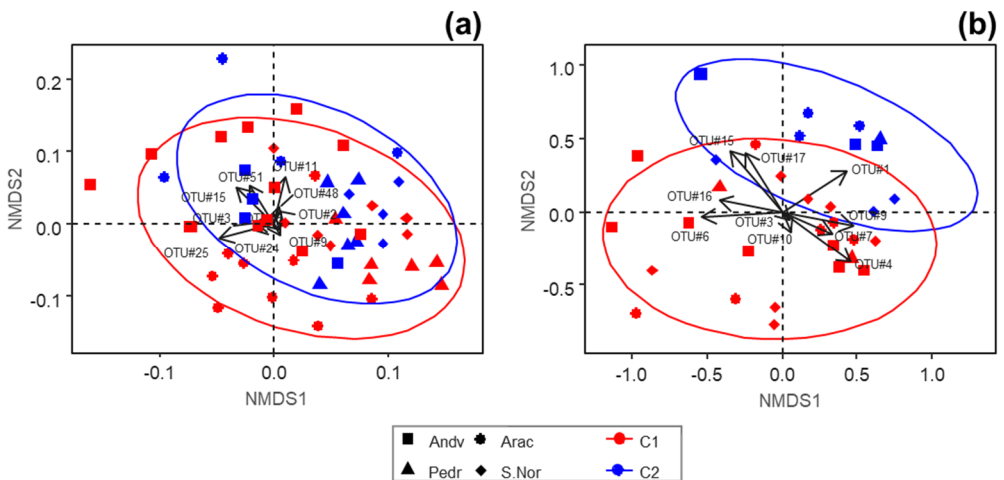 (a)
(b)
0.2
0.1
0.0
-0.1
NMDS2
-0.1
0.0
0.1
NMDS1
OTU#11
OTU#51
OTU#48
OTU#15
OTU#2
OTU#3
OTU#9
OTU#24
OTU#25
1.0
0.5
0.0
-0.5
NMDS2
-1.0
-0.5
0.0
0.5
1.0
NMDS1
OTU#15
OTU#17
OTU#1
OTU#16
OTU#3
OTU#9
OTU#6
OTU#10
OTU#7
OTU#4
Andv Arac C1
Pedr S.Nor C2